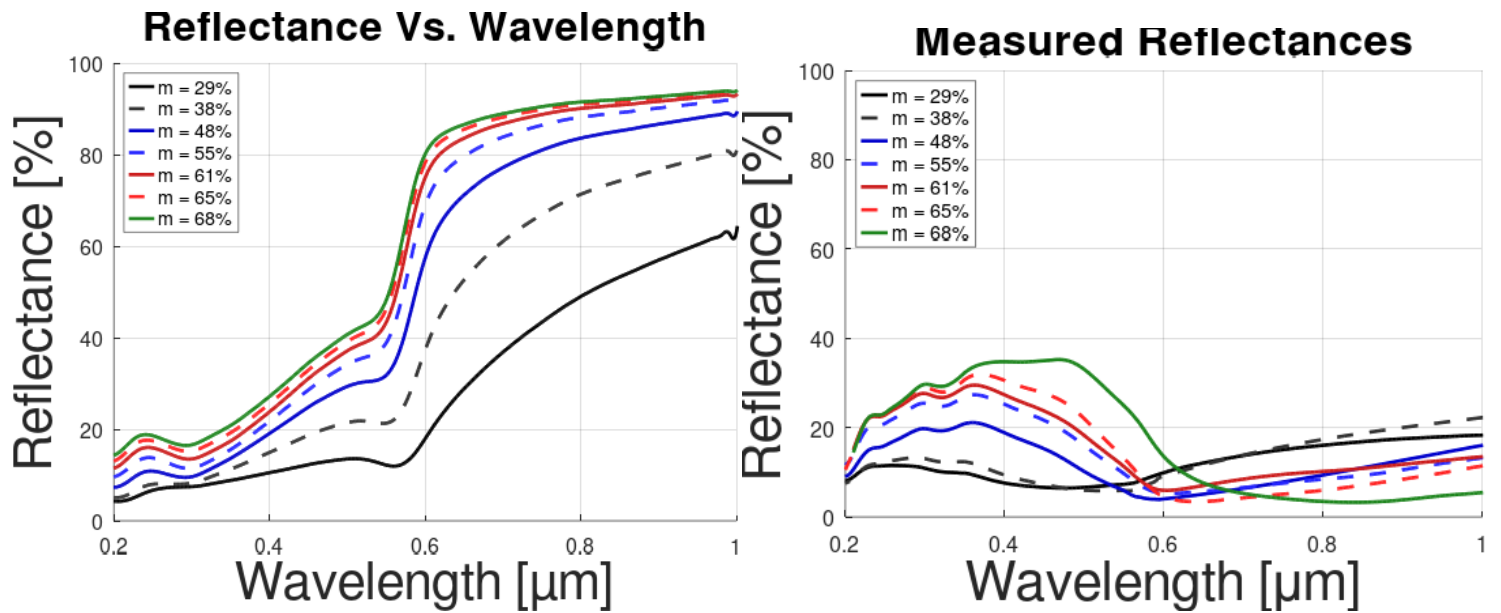 Reflectance Vs. Wavelength
Reflectance [%]
100
80
60
40
20
0
m = 29%
m = 38%
m = 48%
m = 55%
m = 61%
m = 65%
m = 68%
0.2
0.4
0.6
0.8
1
Wavelength [µm]
Measured Reflectances
Reflectance [%]
100
80
60
40
20
0
m = 29%
m = 38%
m = 48%
m = 55%
m = 61%
m = 65%
m = 68%
0.2
0.4
0.6
0.8
1
Wavelength [µm]